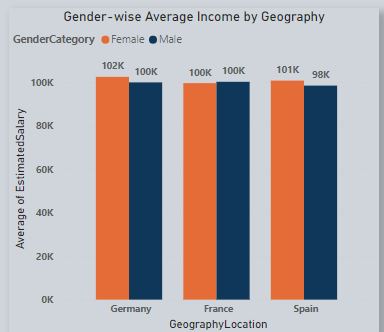 Gender-wise Average Income by Geography
GenderCategory Female Male
Average of EstimatedSalary
100K
80K
60K
40K
20K
0K
102K 100K 100K 100K 101K 98K
Germany France Spain
GeographyLocation